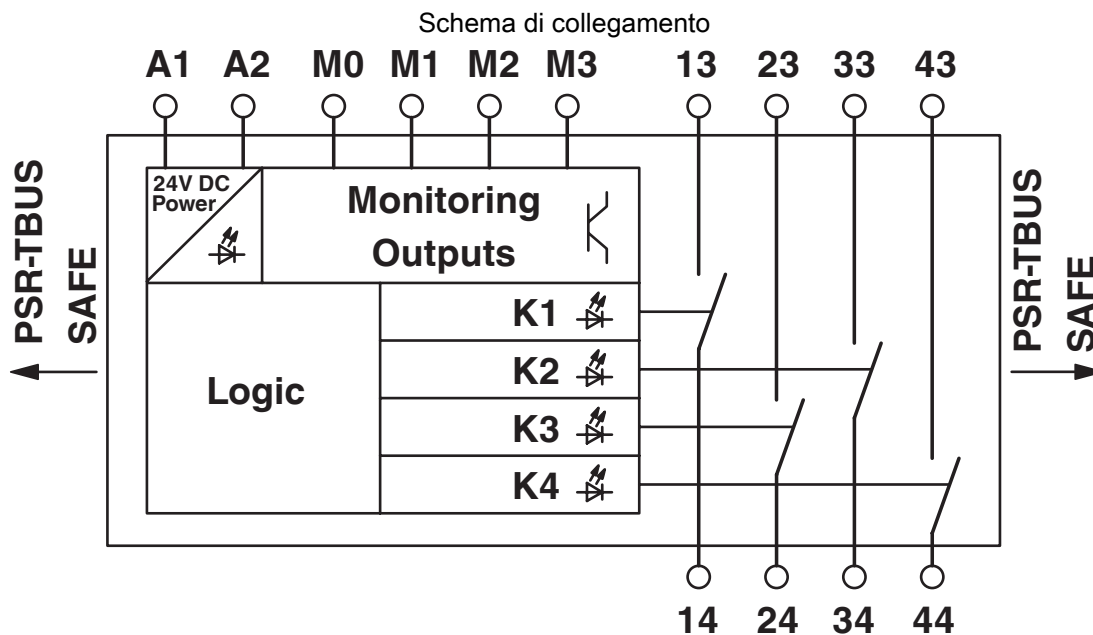 Schema di collegamento
A1 A2 M0 M1 M2 M3 13 23 33 43
PSR-TBUS
SAFE
24V DC
Power
Monitoring
Outputs
K1
K2
K3
K4
Logic
PSR-TBUS
SAFE
14 24 34 44